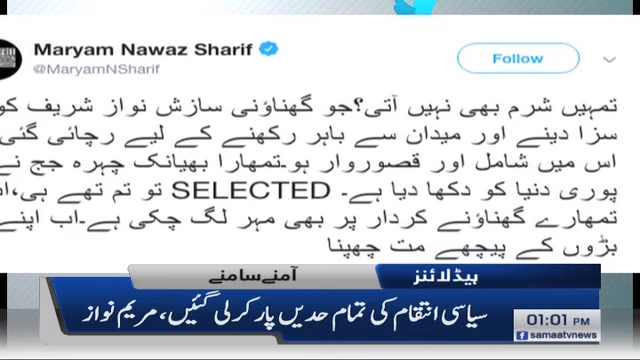 Maryam Nawaz Sharif
@MaryamNSharif
Follow
تمہیں شرم بھی نہیں آتی؟جو گھناؤنی سازش نواز شریف کو
سزا دینے اور میدان سے باہر رکھنے کے لیے رچائی گئی
اس میں شامل اور قصوروار ہو۔تمھارا بھیانک چہرہ جج نے
پوری دنیا کو دکھا دیا ہے۔ SELECTED تو تم تھے ہی،
تمھارے گھناؤنے کردار پر بھی مہر لگ چکی ہے۔اب اپنے
بڑوں کے پیچھے مت چھپنا
ہیڈلائنز
آمنے سامنے
سیاسی انتقام کی تمام حدیں پار کرلی گئیں، مریم نواز
01:01 PM
samaatvnews